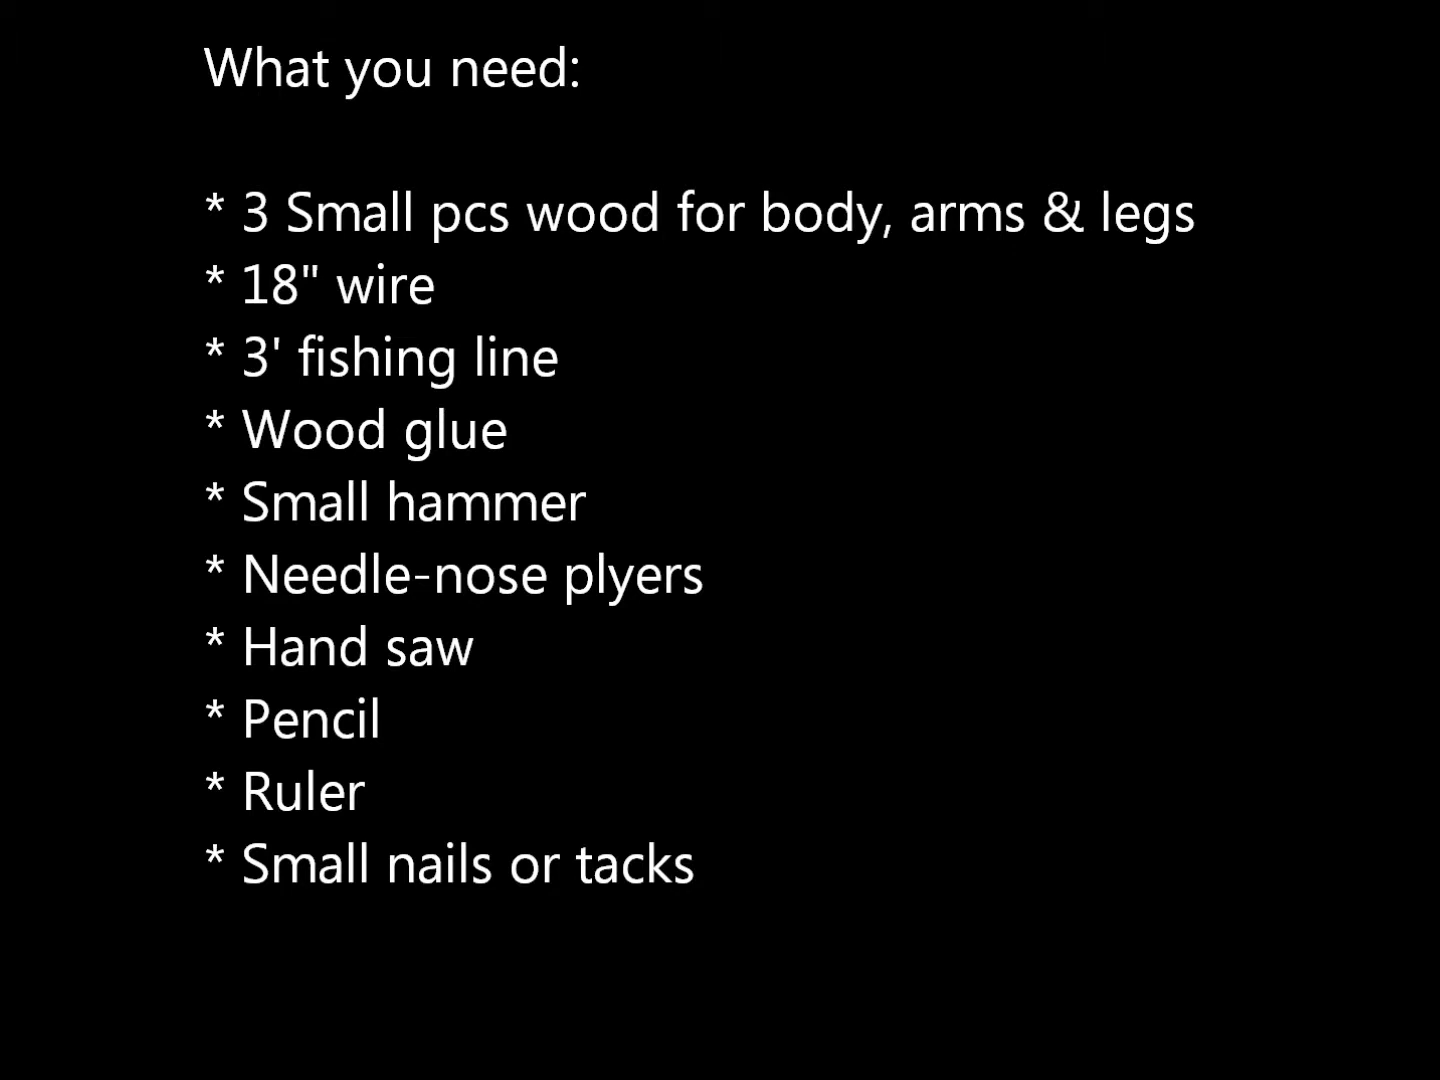 What you need:
* 3 Small pcs wood for body, arms & legs
* 18" wire
* 3' fishing line
* Wood glue
* Small hammer
* Needle-nose plyers
* Hand saw
* Pencil
* Ruler
* Small nails or tacks